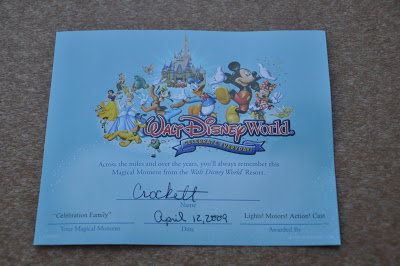 Walt Disney World
CELEBRATE EVERYDAY!
Across the miles and over the years, you'll always remember this
Magical Moment from the Walt Disney World Resort.
Crockett
Name
"Celebration Family" April 12, 2009 Lights! Motors! Action! Cast
Your Magical Moment Date Awarded By